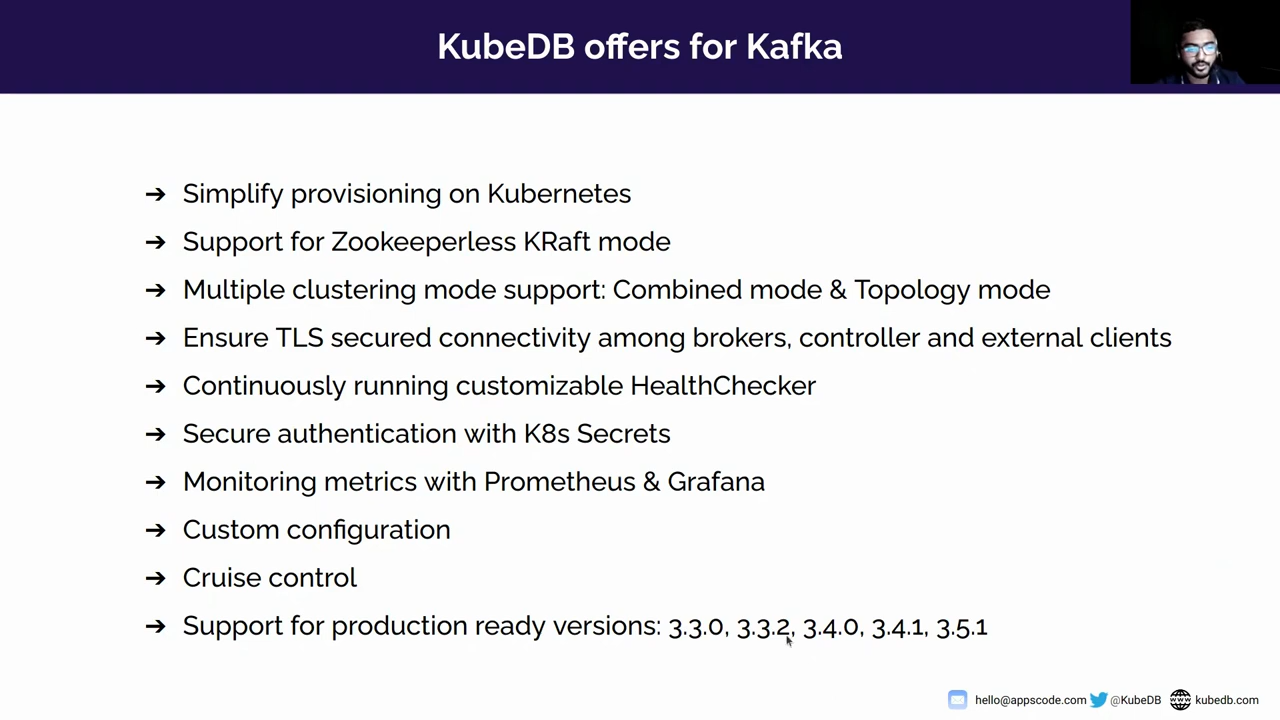 KubeDB offers for Kafka
➔ Simplify provisioning on Kubernetes
➔ Support for Zookeeperless KRaft mode
➔ Multiple clustering mode support: Combined mode & Topology mode
➔ Ensure TLS secured connectivity among brokers, controller and external clients
➔ Continuously running customizable HealthChecker
➔ Secure authentication with K8s Secrets
➔ Monitoring metrics with Prometheus & Grafana
➔ Custom configuration
➔ Cruise control
➔ Support for production ready versions: 3.3.0, 3.3.2, 3.4.0, 3.4.1, 3.5.1
hello@appscode.com @KubeDB kubedb.com